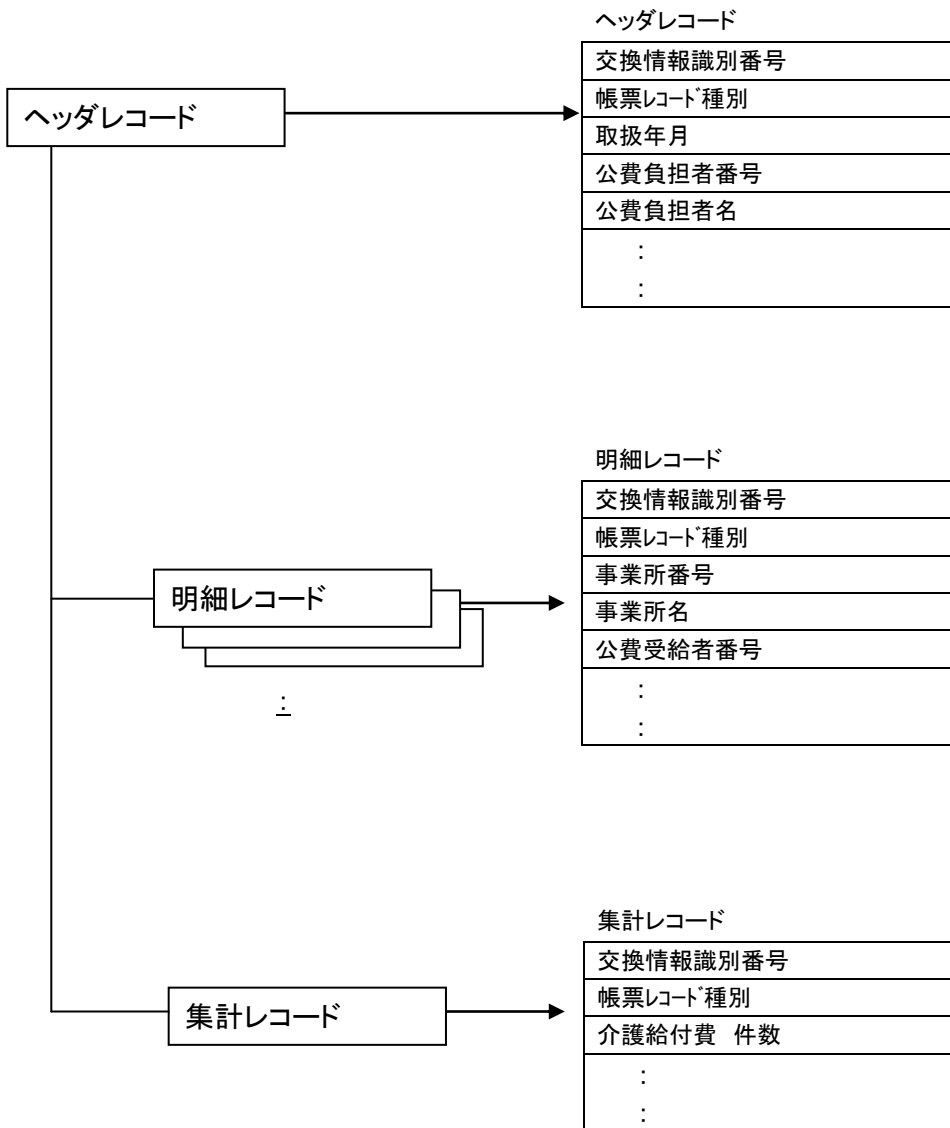 ヘッダレコード
ヘッダレコード
交換情報識別番号
帳票ﾚｺｰﾄﾞ種別
取扱年月
公費負担者番号
公費負担者名
:
:
明細レコード
:
明細レコード
交換情報識別番号
帳票ﾚｺｰﾄﾞ種別
事業所番号
事業所名
公費受給者番号
:
:
集計レコード
集計レコード
交換情報識別番号
帳票ﾚｺｰﾄﾞ種別
介護給付費　件数
:
: